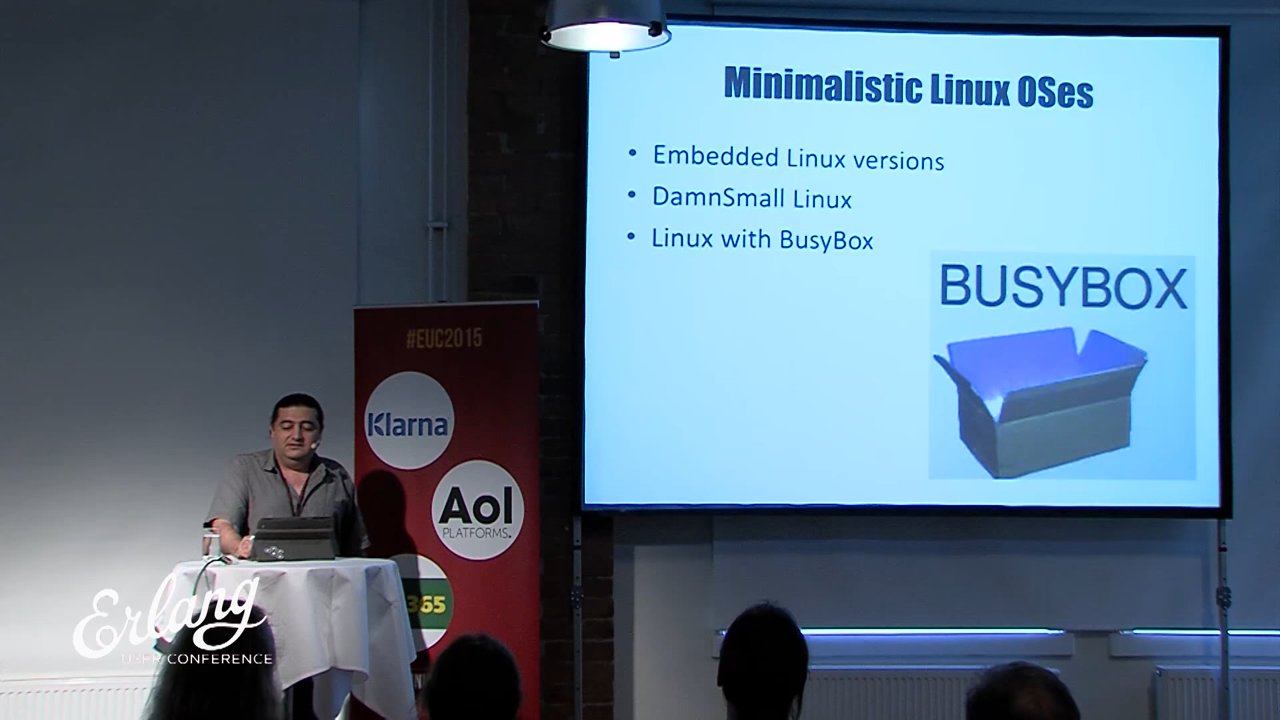 Minimalistic Linux OSes
• Embedded Linux versions
• DamnSmall Linux
• Linux with BusyBox
BUSYBOX
#EUC2015
Klarna
Aol
PLATFORMS.
365
Erlang
USER CONFERENCE